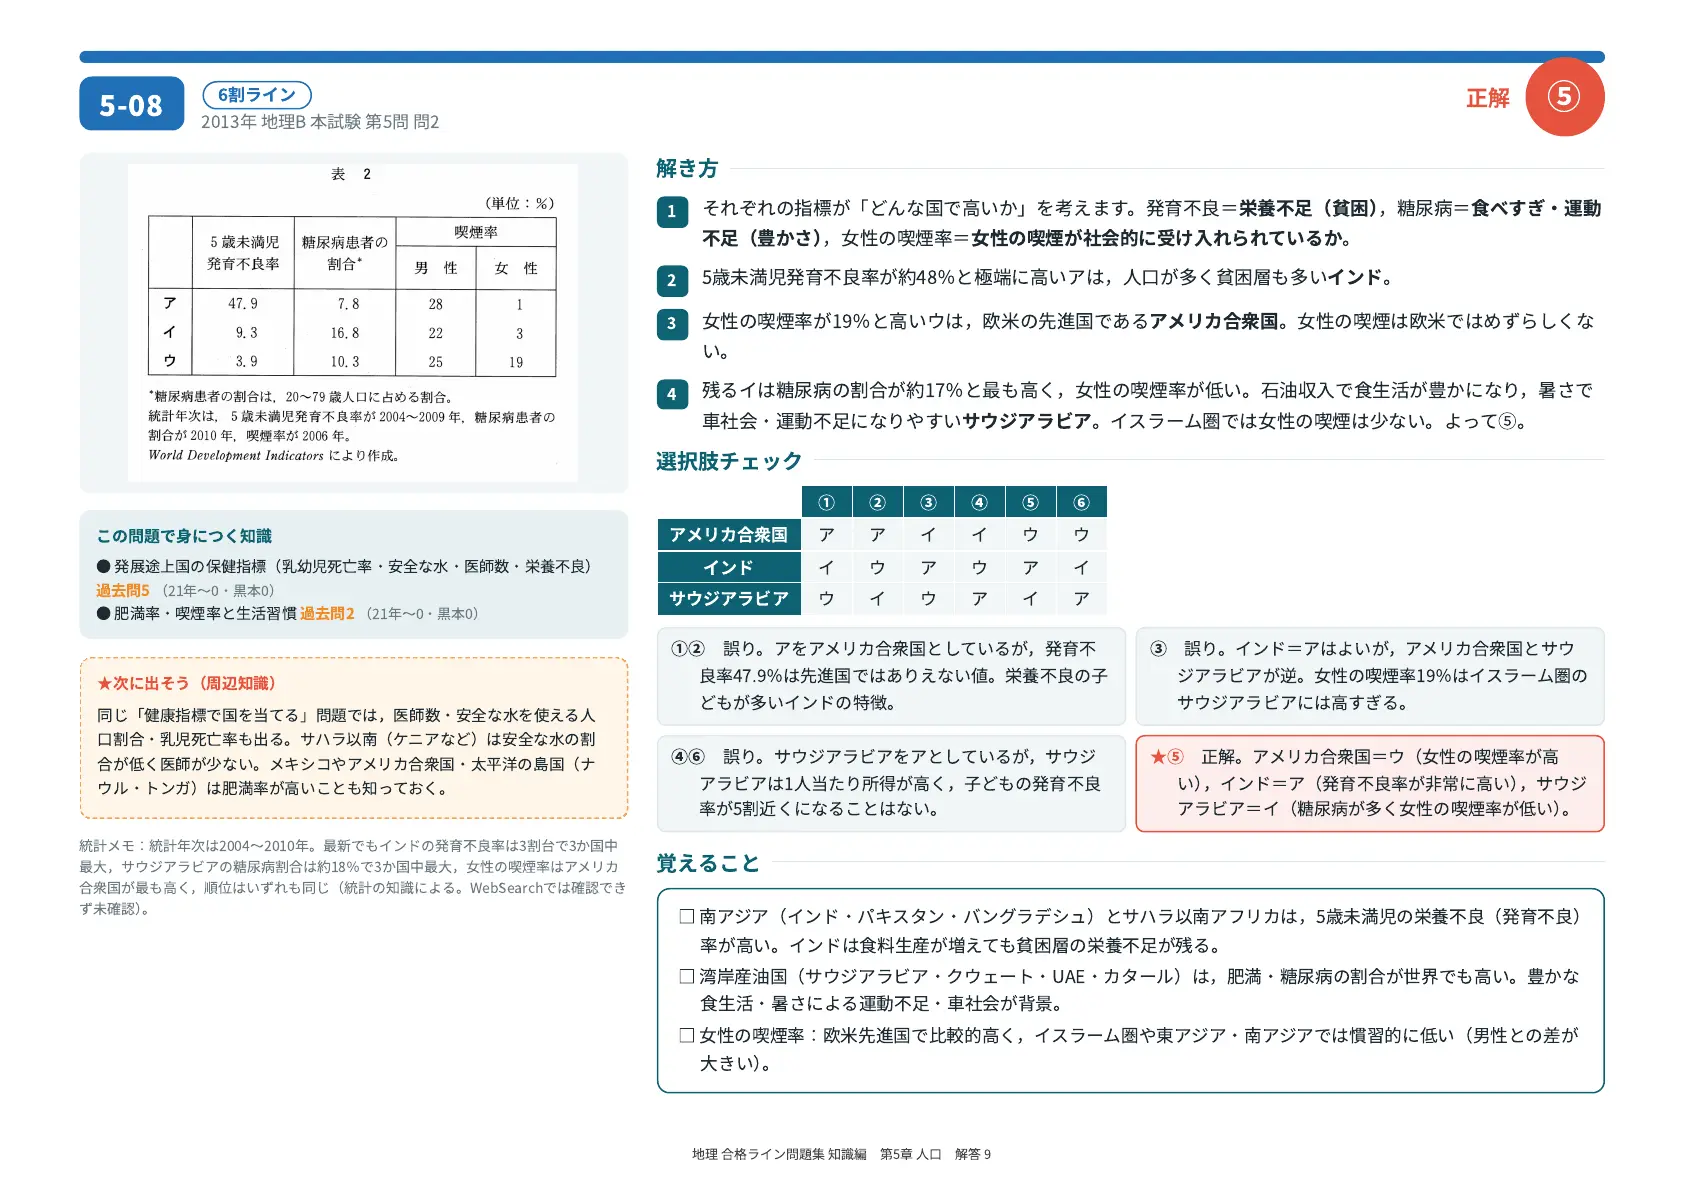 5-08
6割ライン
2013年 地理B 本試験 第5問 問2
正解 ⑤
表 2
(単位：%)
5歳未満児発育不良率 糖尿病患者の割合* 喫煙率
男 性 女 性
ア 47.9 7.8 28 1
イ 9.3 16.8 22 3
ウ 3.9 10.3 25 19
*糖尿病患者の割合は，20～79歳人口に占める割合。
統計年次は，5歳未満児発育不良率が2004～2009年，糖尿病患者の
割合が2010年，喫煙率が2006年。
World Development Indicators により作成。
この問題で身につく知識
● 発展途上国の保健指標（乳幼児死亡率・安全な水・医師数・栄養不良）
過去問5（21年～0・黒本0）
● 肥満率・喫煙率と生活習慣 過去問2（21年～0・黒本0）
★次に出そう（周辺知識）
同じ「健康指標で国を当てる」問題では，医師数・安全な水を使える人
口割合・乳児死亡率も出る。サハラ以南（ケニアなど）は安全な水の割
合が低く医師が少ない。メキシコやアメリカ合衆国・太平洋の島国（ナ
ウル・トンガ）は肥満率が高いことも知っておく。
統計メモ：統計年次は2004～2010年。最新でもインドの発育不良率は3割台で3か国中
最大，サウジアラビアの糖尿病割合は約18%で3か国中最大，女性の喫煙率はアメリカ
合衆国が最も高く，順位はいずれも同じ（統計の知識による。WebSearchでは確認でき
ず未確認）。
解き方
1 それぞれの指標が「どんな国で高いか」を考えます。発育不良＝栄養不足（貧困），糖尿病＝食べすぎ・運動
不足（豊かさ），女性の喫煙率＝女性の喫煙が社会的に受け入れられているか。
2 5歳未満児発育不良率が約48%と極端に高いアは，人口が多く貧困層も多いインド。
3 女性の喫煙率が19%と高いウは，欧米の先進国であるアメリカ合衆国。女性の喫煙は欧米ではめずらしくな
い。
4 残るイは糖尿病の割合が約17%と最も高く，女性の喫煙率が低い。石油収入で食生活が豊かになり，暑さで
車社会・運動不足になりやすいサウジアラビア。イスラーム圏では女性の喫煙は少ない。よって⑤。
選択肢チェック
① ② ③ ④ ⑤ ⑥
アメリカ合衆国 ア ア イ イ ウ ウ
インド イ ウ ア ウ ア イ
サウジアラビア ウ イ ウ ア イ ア
①② 誤り。アをアメリカ合衆国としているが，発育不
良率47.9%は先進国ではありえない値。栄養不良の子
どもが多いインドの特徴。
③ 誤り。インド＝アはよいが，アメリカ合衆国とサウ
ジアラビアが逆。女性の喫煙率19%はイスラーム圏の
サウジアラビアには高すぎる。
④⑥ 誤り。サウジアラビアをアとしているが，サウジ
アラビアは1人当たり所得が高く，子どもの発育不良
率が5割近くになることはない。
★⑤ 正解。アメリカ合衆国＝ウ（女性の喫煙率が高
い），インド＝ア（発育不良率が非常に高い），サウジ
アラビア＝イ（糖尿病が多く女性の喫煙率が低い）。
覚えること
□ 南アジア（インド・パキスタン・バングラデシュ）とサハラ以南アフリカは，5歳未満児の栄養不良（発育不良）
率が高い。インドは食料生産が増えても貧困層の栄養不足が残る。
□ 湾岸産油国（サウジアラビア・クウェート・UAE・カタール）は，肥満・糖尿病の割合が世界でも高い。豊かな
食生活・暑さによる運動不足・車社会が背景。
□ 女性の喫煙率：欧米先進国で比較的高く，イスラーム圏や東アジア・南アジアでは慣習的に低い（男性との差が
大きい）。
地理 合格ライン問題集 知識編 第5章 人口 解答 9